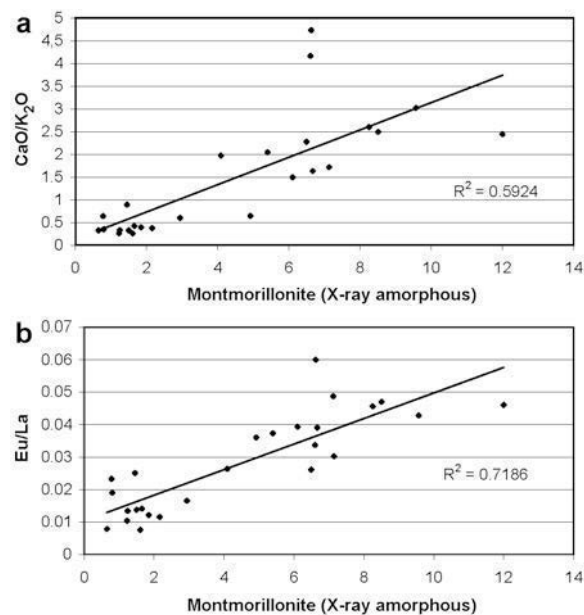 a
CaO/K₂O
5
4,5
4
3,5
3
2,5
2
1,5
1
0,5
0
R² = 0.5924
0 2 4 6 8 10 12 14
Montmorillonite (X-ray amorphous)
b
Eu/La
0.07
0.06
0.05
0.04
0.03
0.02
0.01
0
R² = 0.7186
0 2 4 6 8 10 12 14
Montmorillonite (X-ray amorphous)